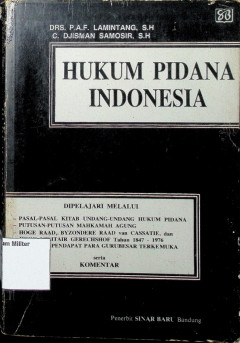 DRS. P.A.F. LAMINTANG, S.H
C. DJISMAN SAMOSIR, S.H
HUKUM PIDANA
INDONESIA
DIPELAJARI MELALUI
- PASAL-PASAL KITAB UNDANG-UNDANG HUKUM PIDANA
- PUTUSAN-PUTUSAN MAHKAMAH AGUNG
- HOGE RAAD, BYZONDERE RAAD van CASSATIE, dan
MILITAIR GERECHSHOF Tahun 1847 - 1976
PENDAPAT PARA GURUBESAR TERKEMUKA
serta
KOMENTAR
Militer
Penerbit SINAR BARU Bandung